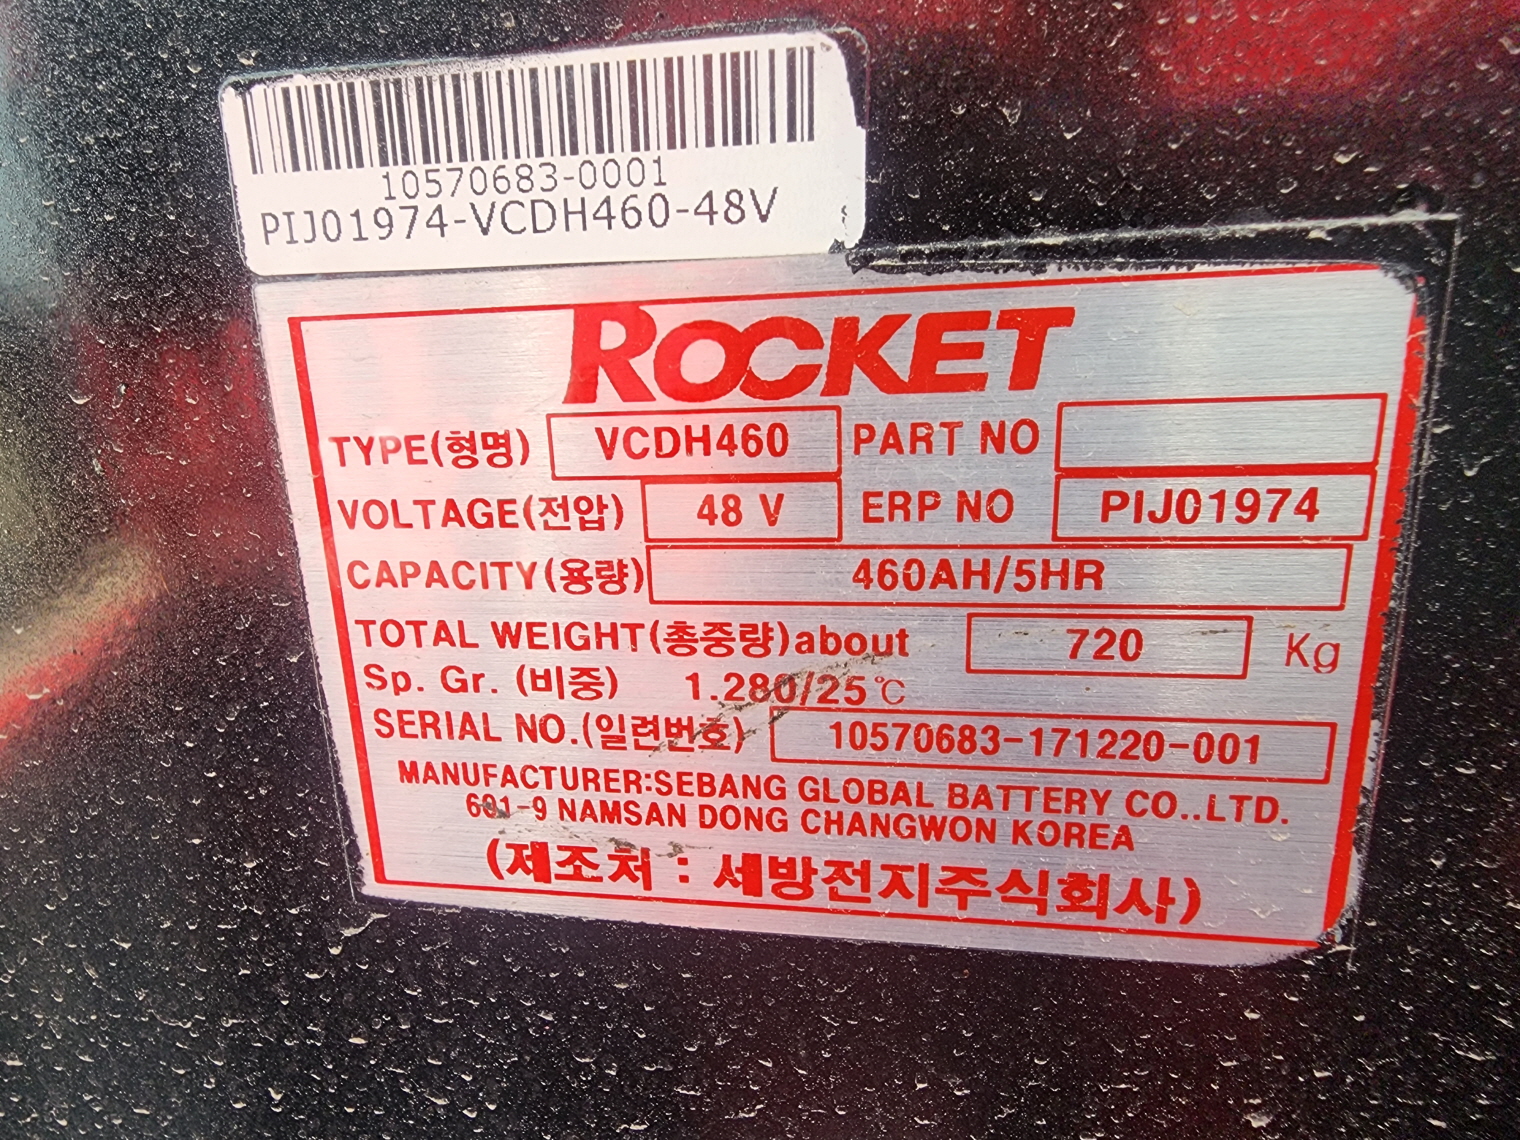 10570683-0001
PIJ01974-VCDH460-48V
ROCKET
TYPE(형명) VCDH460 PART NO
VOLTAGE(전압) 48 V ERP NO PIJ01974
CAPACITY(용량) 460AH/5HR
TOTAL WEIGHT(총중량)about 720 Kg
Sp. Gr. (비중) 1.280/25℃
SERIAL NO.(일련번호) 10570683-171220-001
MANUFACTURER:SEBANG GLOBAL BATTERY CO..LTD.
601-9 NAMSAN DONG CHANGWON KOREA
(제조처 : 세방전지주식회사)